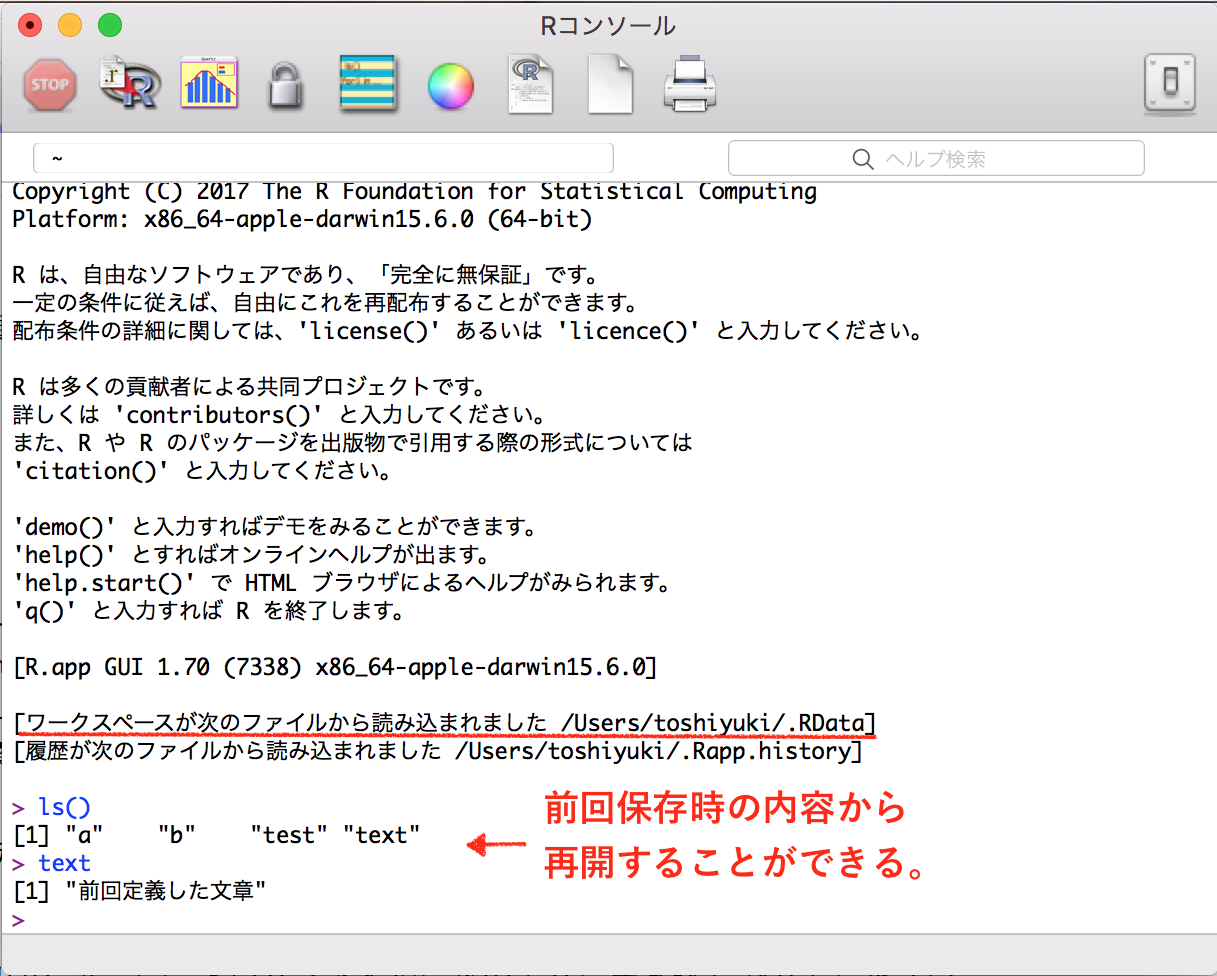 Rコンソール
STOP
~
ヘルプ検索
Copyright (C) 2017 The R Foundation for Statistical Computing
Platform: x86_64-apple-darwin15.6.0 (64-bit)
R は、自由なソフトウェアであり、「完全に無保証」です。
一定の条件に従えば、自由にこれを再配布することができます。
配布条件の詳細に関しては、'license()' あるいは 'licence()' と入力してください。
R は多くの貢献者による共同プロジェクトです。
詳しくは 'contributors()' と入力してください。
また、R や R のパッケージを出版物で引用する際の形式については
'citation()' と入力してください。
'demo()' と入力すればデモをみることができます。
'help()' とすればオンラインヘルプが出ます。
'help.start()' で HTML ブラウザによるヘルプがみられます。
'q()' と入力すれば R を終了します。
[R.app GUI 1.70 (7338) x86_64-apple-darwin15.6.0]
[ワークスペースが次のファイルから読み込まれました /Users/toshiyuki/.RData]
[履歴が次のファイルから読み込まれました /Users/toshiyuki/.Rapp.history]
> ls()
[1] "a"    "b"    "test" "text"
> text
[1] "前回定義した文章"
>
前回保存時の内容から
再開することができる。